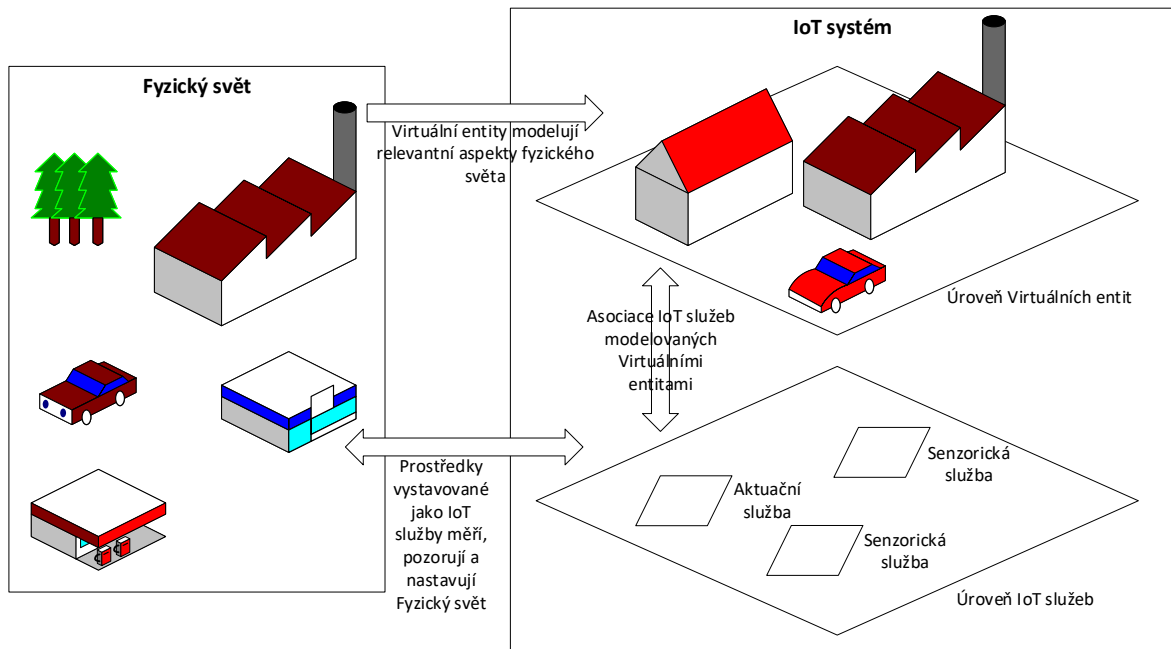 Fyzický svět
IoT systém
Virtuální entity modelují
relevantní aspekty fyzického
světa
Úroveň Virtuálních entit
Asociace IoT služeb
modelovaných
Virtuálními
entitami
Prostředky
vystavované
jako IoT
služby měří,
pozorují a
nastavují
Fyzický svět
Senzorická
služba
Aktuační
služba
Senzorická
služba
Úroveň IoT služeb